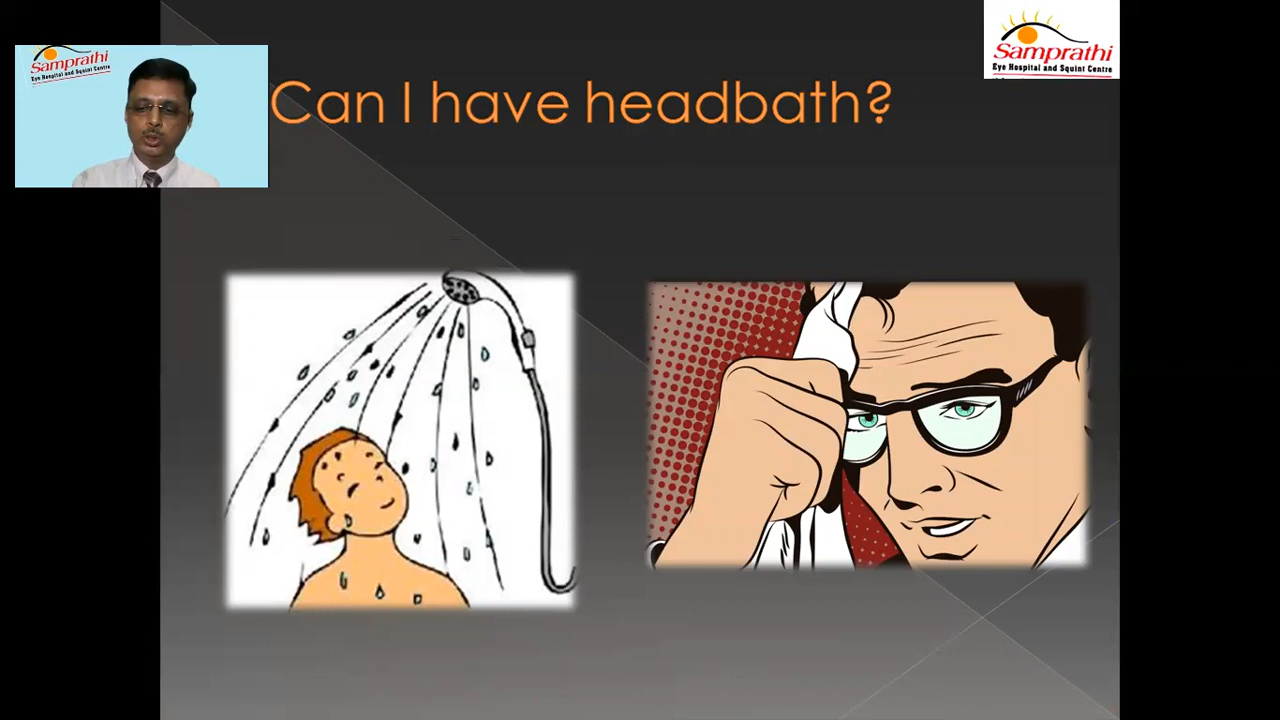 Samprathi
Eye Hospital and Squint Centre
Can I have headbath?
Samprathi
Eye Hospital and Squint Centre